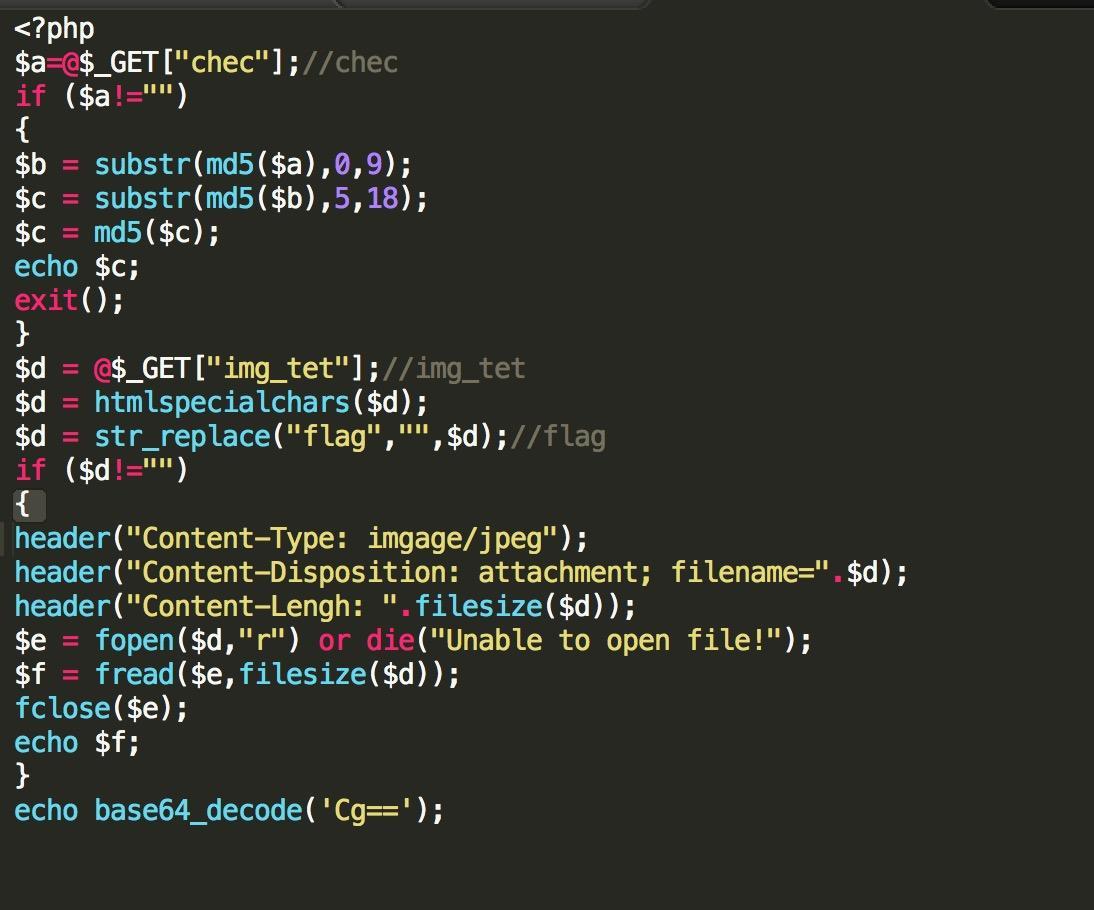 <?php
$a=@$_GET["chec"];//chec
if ($a!="")
{
$b = substr(md5($a),0,9);
$c = substr(md5($b),5,18);
$c = md5($c);
echo $c;
exit();
}
$d = @$_GET["img_tet"];//img_tet
$d = htmlspecialchars($d);
$d = str_replace("flag","",$d);//flag
if ($d!="")
{
header("Content-Type: imgage/jpeg");
header("Content-Disposition: attachment; filename=".$d);
header("Content-Lengh: ".filesize($d));
$e = fopen($d,"r") or die("Unable to open file!");
$f = fread($e,filesize($d));
fclose($e);
echo $f;
}
echo base64_decode('Cg==');